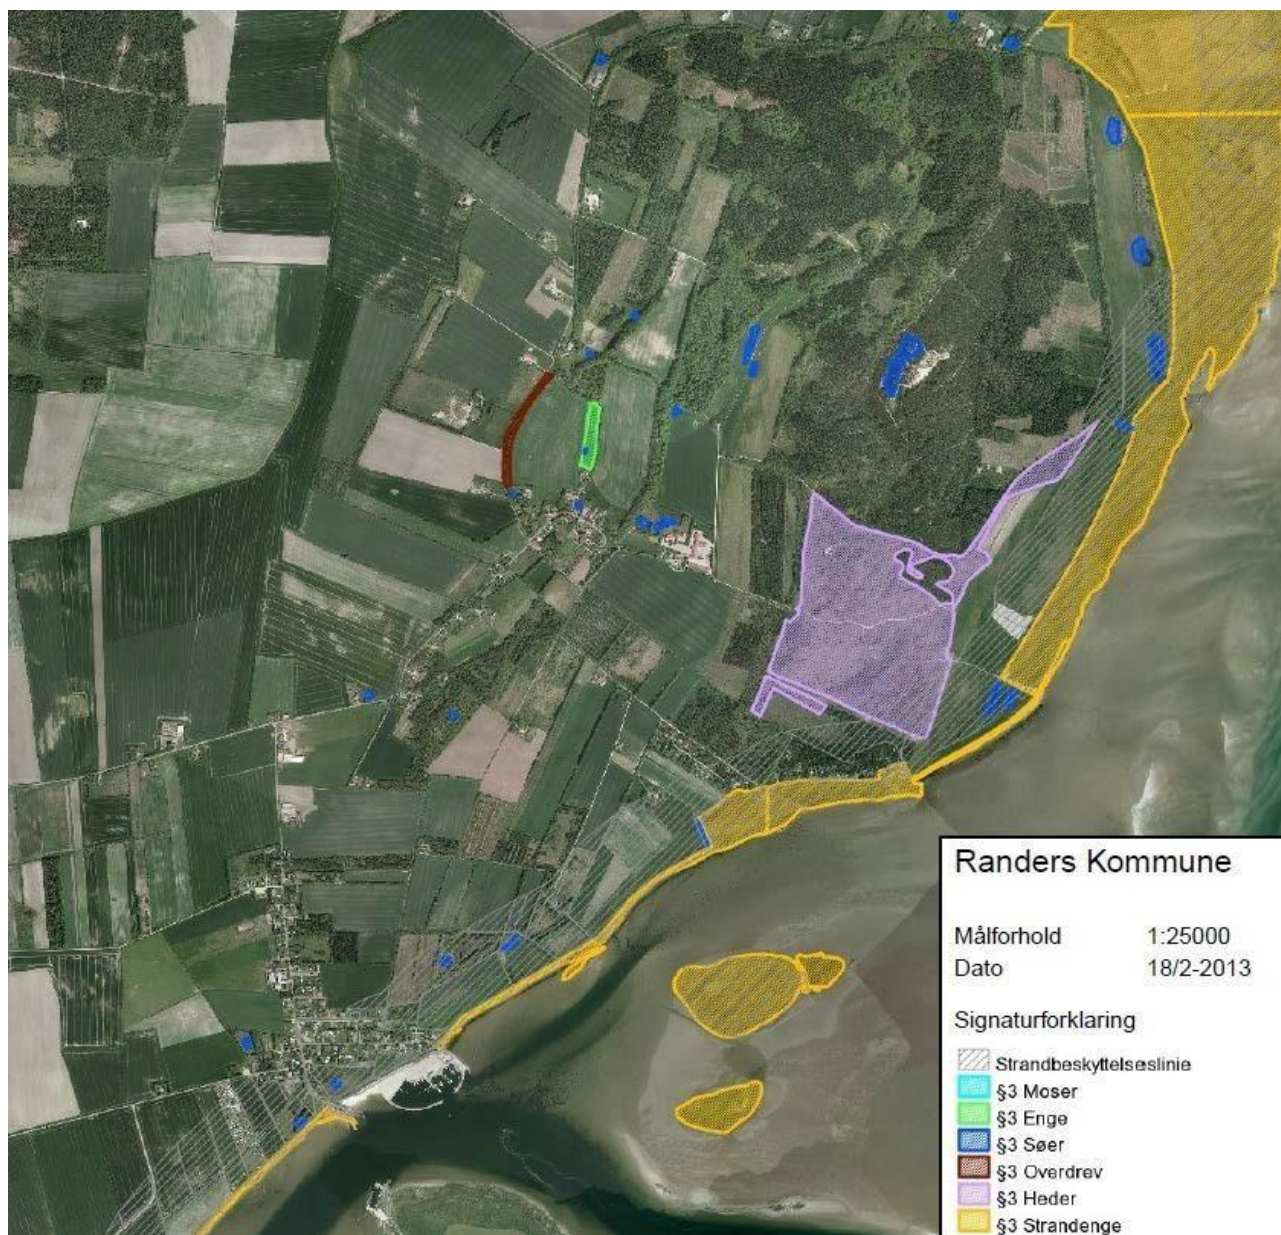 Randers Kommune
Målforhold 1:25000
Dato 18/2-2013
Signaturforklaring
Strandbeskyttelseslinie
§3 Moser
§3 Enge
§3 Søer
§3 Overdrev
§3 Heder
§3 Strandenge